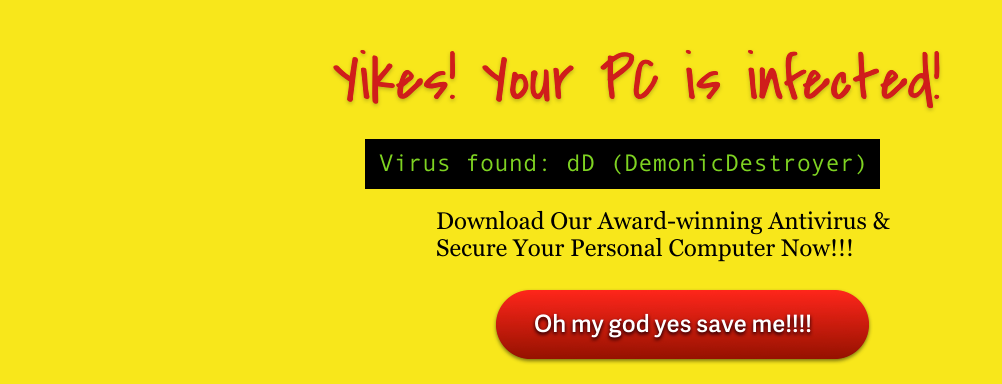 Yikes! Your PC is infected!
Virus found: dD (DemonicDestroyer)
Download Our Award-winning Antivirus &
Secure Your Personal Computer Now!!!
Oh my god yes save me!!!!